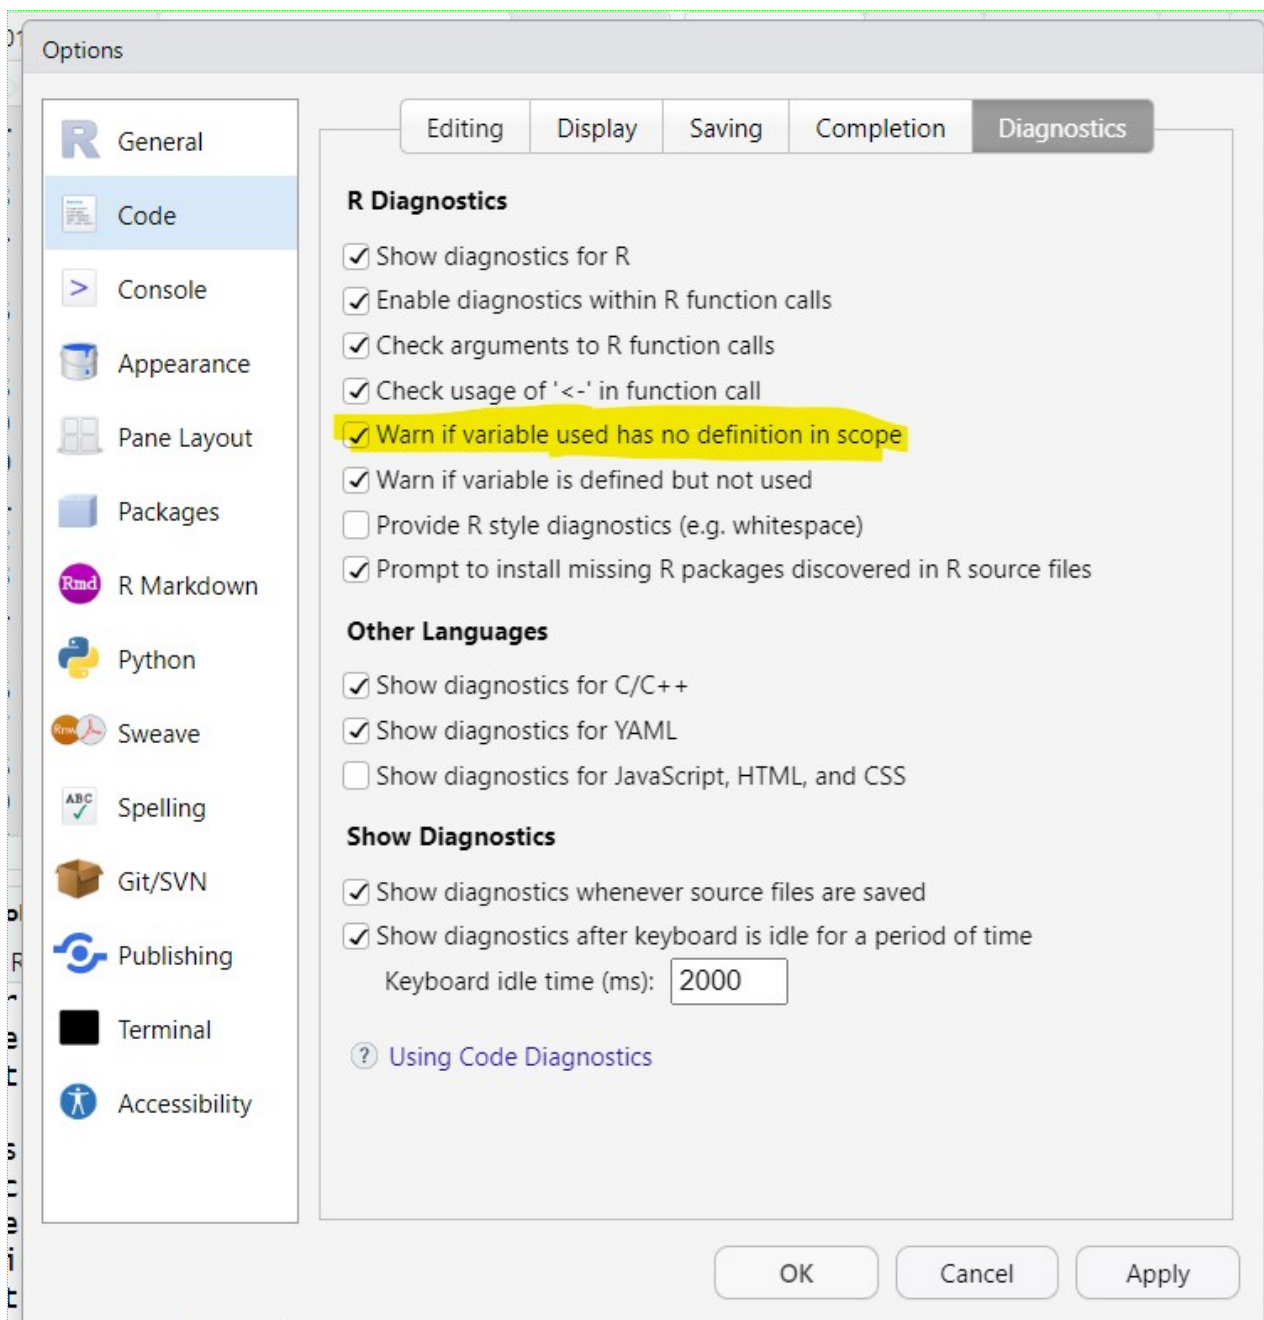 Options
General
Code
Console
Appearance
Pane Layout
Packages
Rmd R Markdown
Python
Rnw Sweave
ABC Spelling
Git/SVN
Publishing
Terminal
Accessibility
Editing Display Saving Completion Diagnostics
R Diagnostics
Show diagnostics for R
Enable diagnostics within R function calls
Check arguments to R function calls
Check usage of '<-' in function call
Warn if variable used has no definition in scope
Warn if variable is defined but not used
Provide R style diagnostics (e.g. whitespace)
Prompt to install missing R packages discovered in R source files
Other Languages
Show diagnostics for C/C++
Show diagnostics for YAML
Show diagnostics for JavaScript, HTML, and CSS
Show Diagnostics
Show diagnostics whenever source files are saved
Show diagnostics after keyboard is idle for a period of time
Keyboard idle time (ms): 2000
? Using Code Diagnostics
OK Cancel Apply